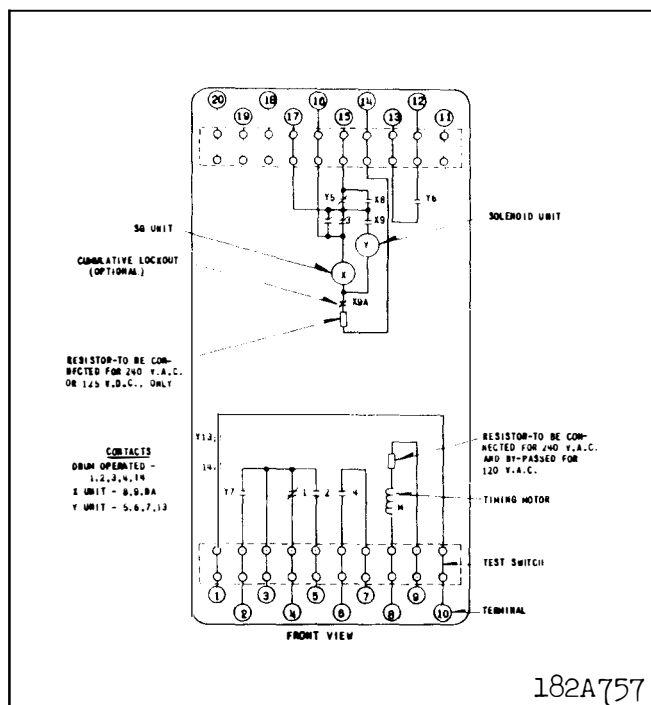 20 18 16 14 12
19 17 15 13 11
Y5 X8
3 X9 Y6
Y
SG UNIT
SOLENOID UNIT
CUMULATIVE LOCKOUT
(OPTIONAL)
X
X9A
RESISTOR-TO BE CON-
NECTED FOR 240 V.A.C.
OR 125 V.D.C., ONLY
Y13
14
CONTACTS
DRUM OPERATED -
1,2,3,4,14
X UNIT - 8,9,8A
Y UNIT - 5,6,7,13
Y7 1 2 4
M
RESISTOR-TO BE CON-
NECTED FOR 240 V.A.C.
AND BY-PASSED FOR
120 V.A.C.
TIMING MOTOR
TEST SWITCH
1 3 5 7 9
2 4 6 8 10
TERMINAL
FRONT VIEW
182A757